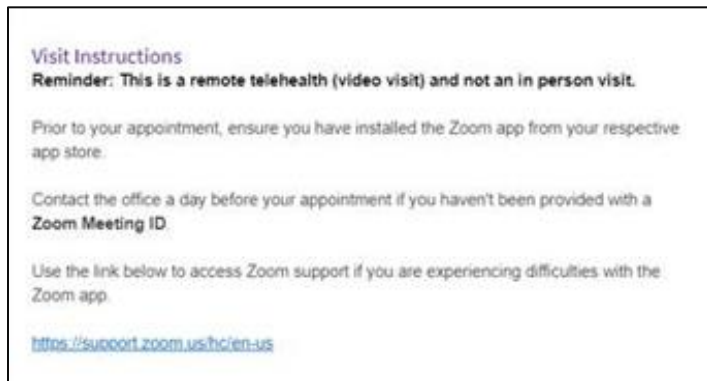 Visit Instructions
Reminder: This is a remote telehealth (video visit) and not an in person visit.
Prior to your appointment, ensure you have installed the Zoom app from your respective
app store.
Contact the office a day before your appointment if you haven't been provided with a
Zoom Meeting ID.
Use the link below to access Zoom support if you are experiencing difficulties with the
Zoom app.
https://support.zoom.us/hc/en-us